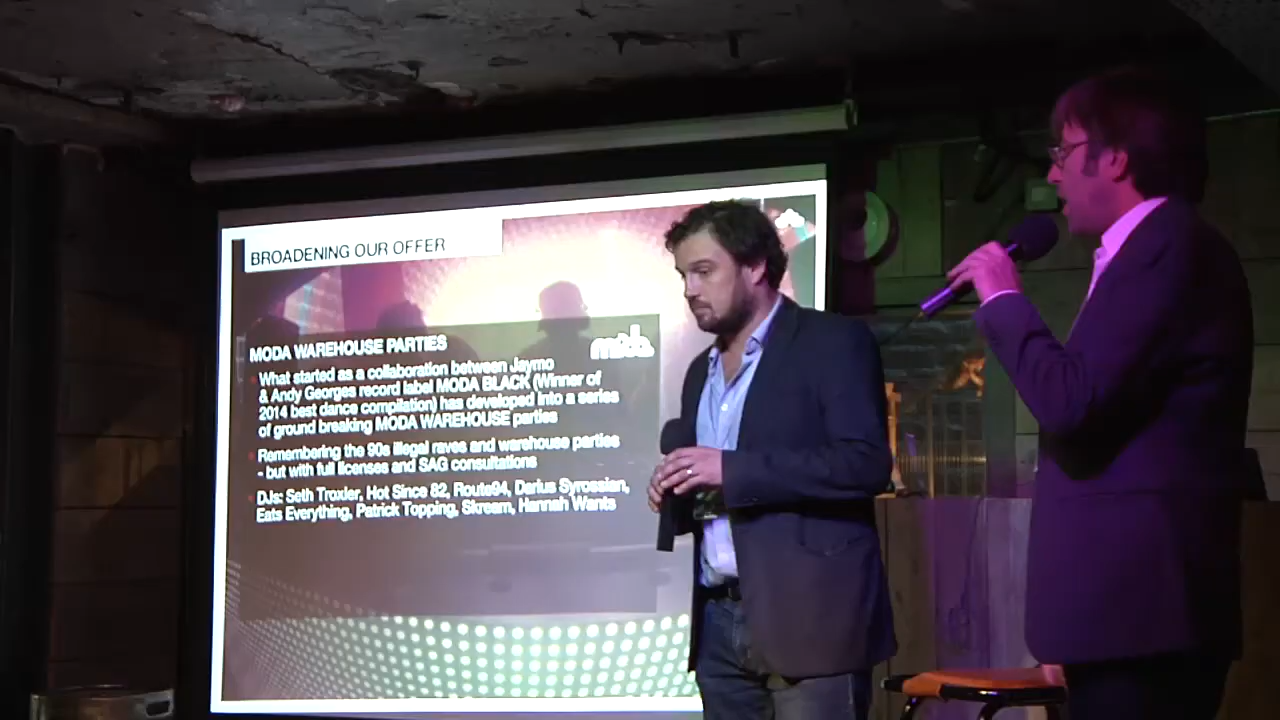 BROADENING OUR OFFER
MODA WAREHOUSE PARTIES
moda
What started as a collaboration between Jaymo
& Andy Georges record label MODA BLACK (Winner of
2014 best dance compilation) has developed into a series
of ground breaking MODA WAREHOUSE parties
Remembering the 90s illegal raves and warehouse parties
- but with full licenses and SAG consultations
DJs: Seth Troxler, Hot Since 82, Route94, Darius Syrossian,
Eats Everything, Patrick Topping, Skream, Hannah Wants